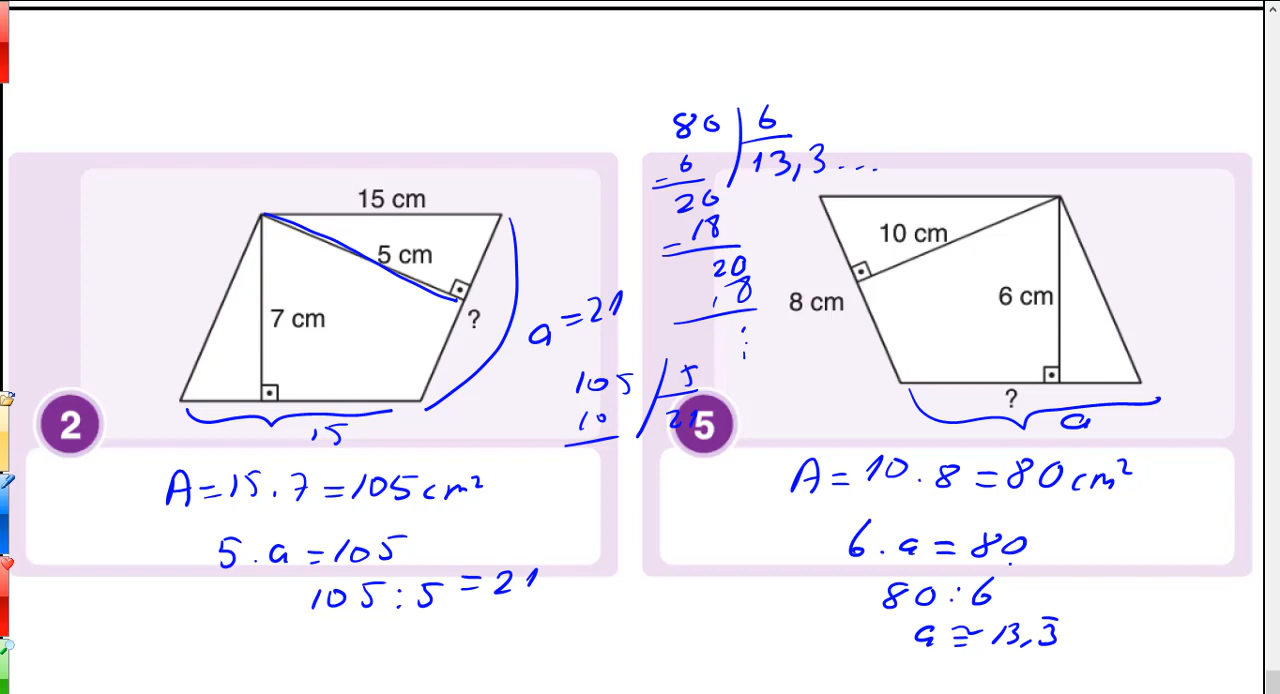 15 cm
5 cm
7 cm
?
15
a = 21
2
A = 15 . 7 = 105 cm²
5 . a = 105
105 : 5 = 21
80 | 6
6
13,3...
20
- 18
20
8
:
105 | 5
10
21
10 cm
8 cm
6 cm
?
a
5
A = 10 . 8 = 80 cm²
6 . a = 80
80 : 6
a ≅ 13,3̅